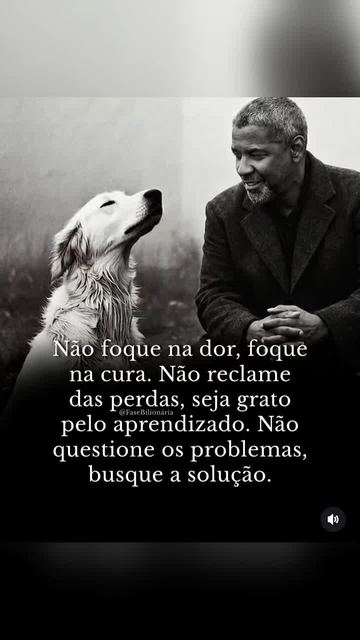 Não foque na dor, foque
na cura. Não reclame
das perdas, seja grato
@FaseBilionária
pelo aprendizado. Não
questione os problemas,
busque a solução.